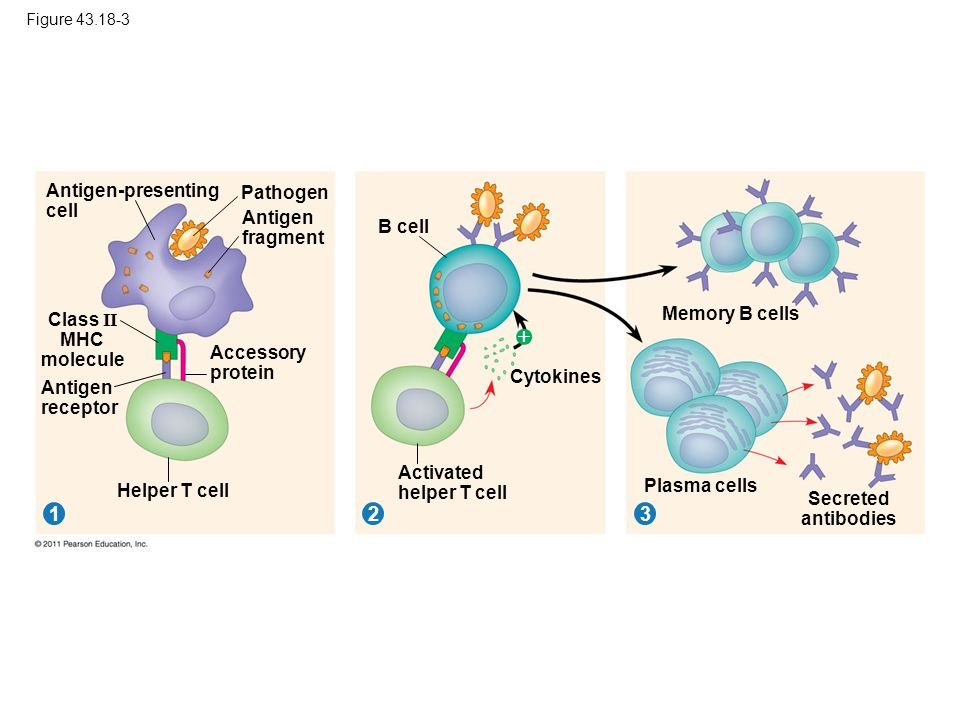 Figure 43.18-3
Antigen-presenting
cell
Pathogen
Antigen
fragment
Class II
MHC
molecule
Accessory
protein
Antigen
receptor
Helper T cell
1
B cell
+
Cytokines
Activated
helper T cell
2
Memory B cells
Plasma cells
Secreted
antibodies
3
© 2011 Pearson Education, Inc.